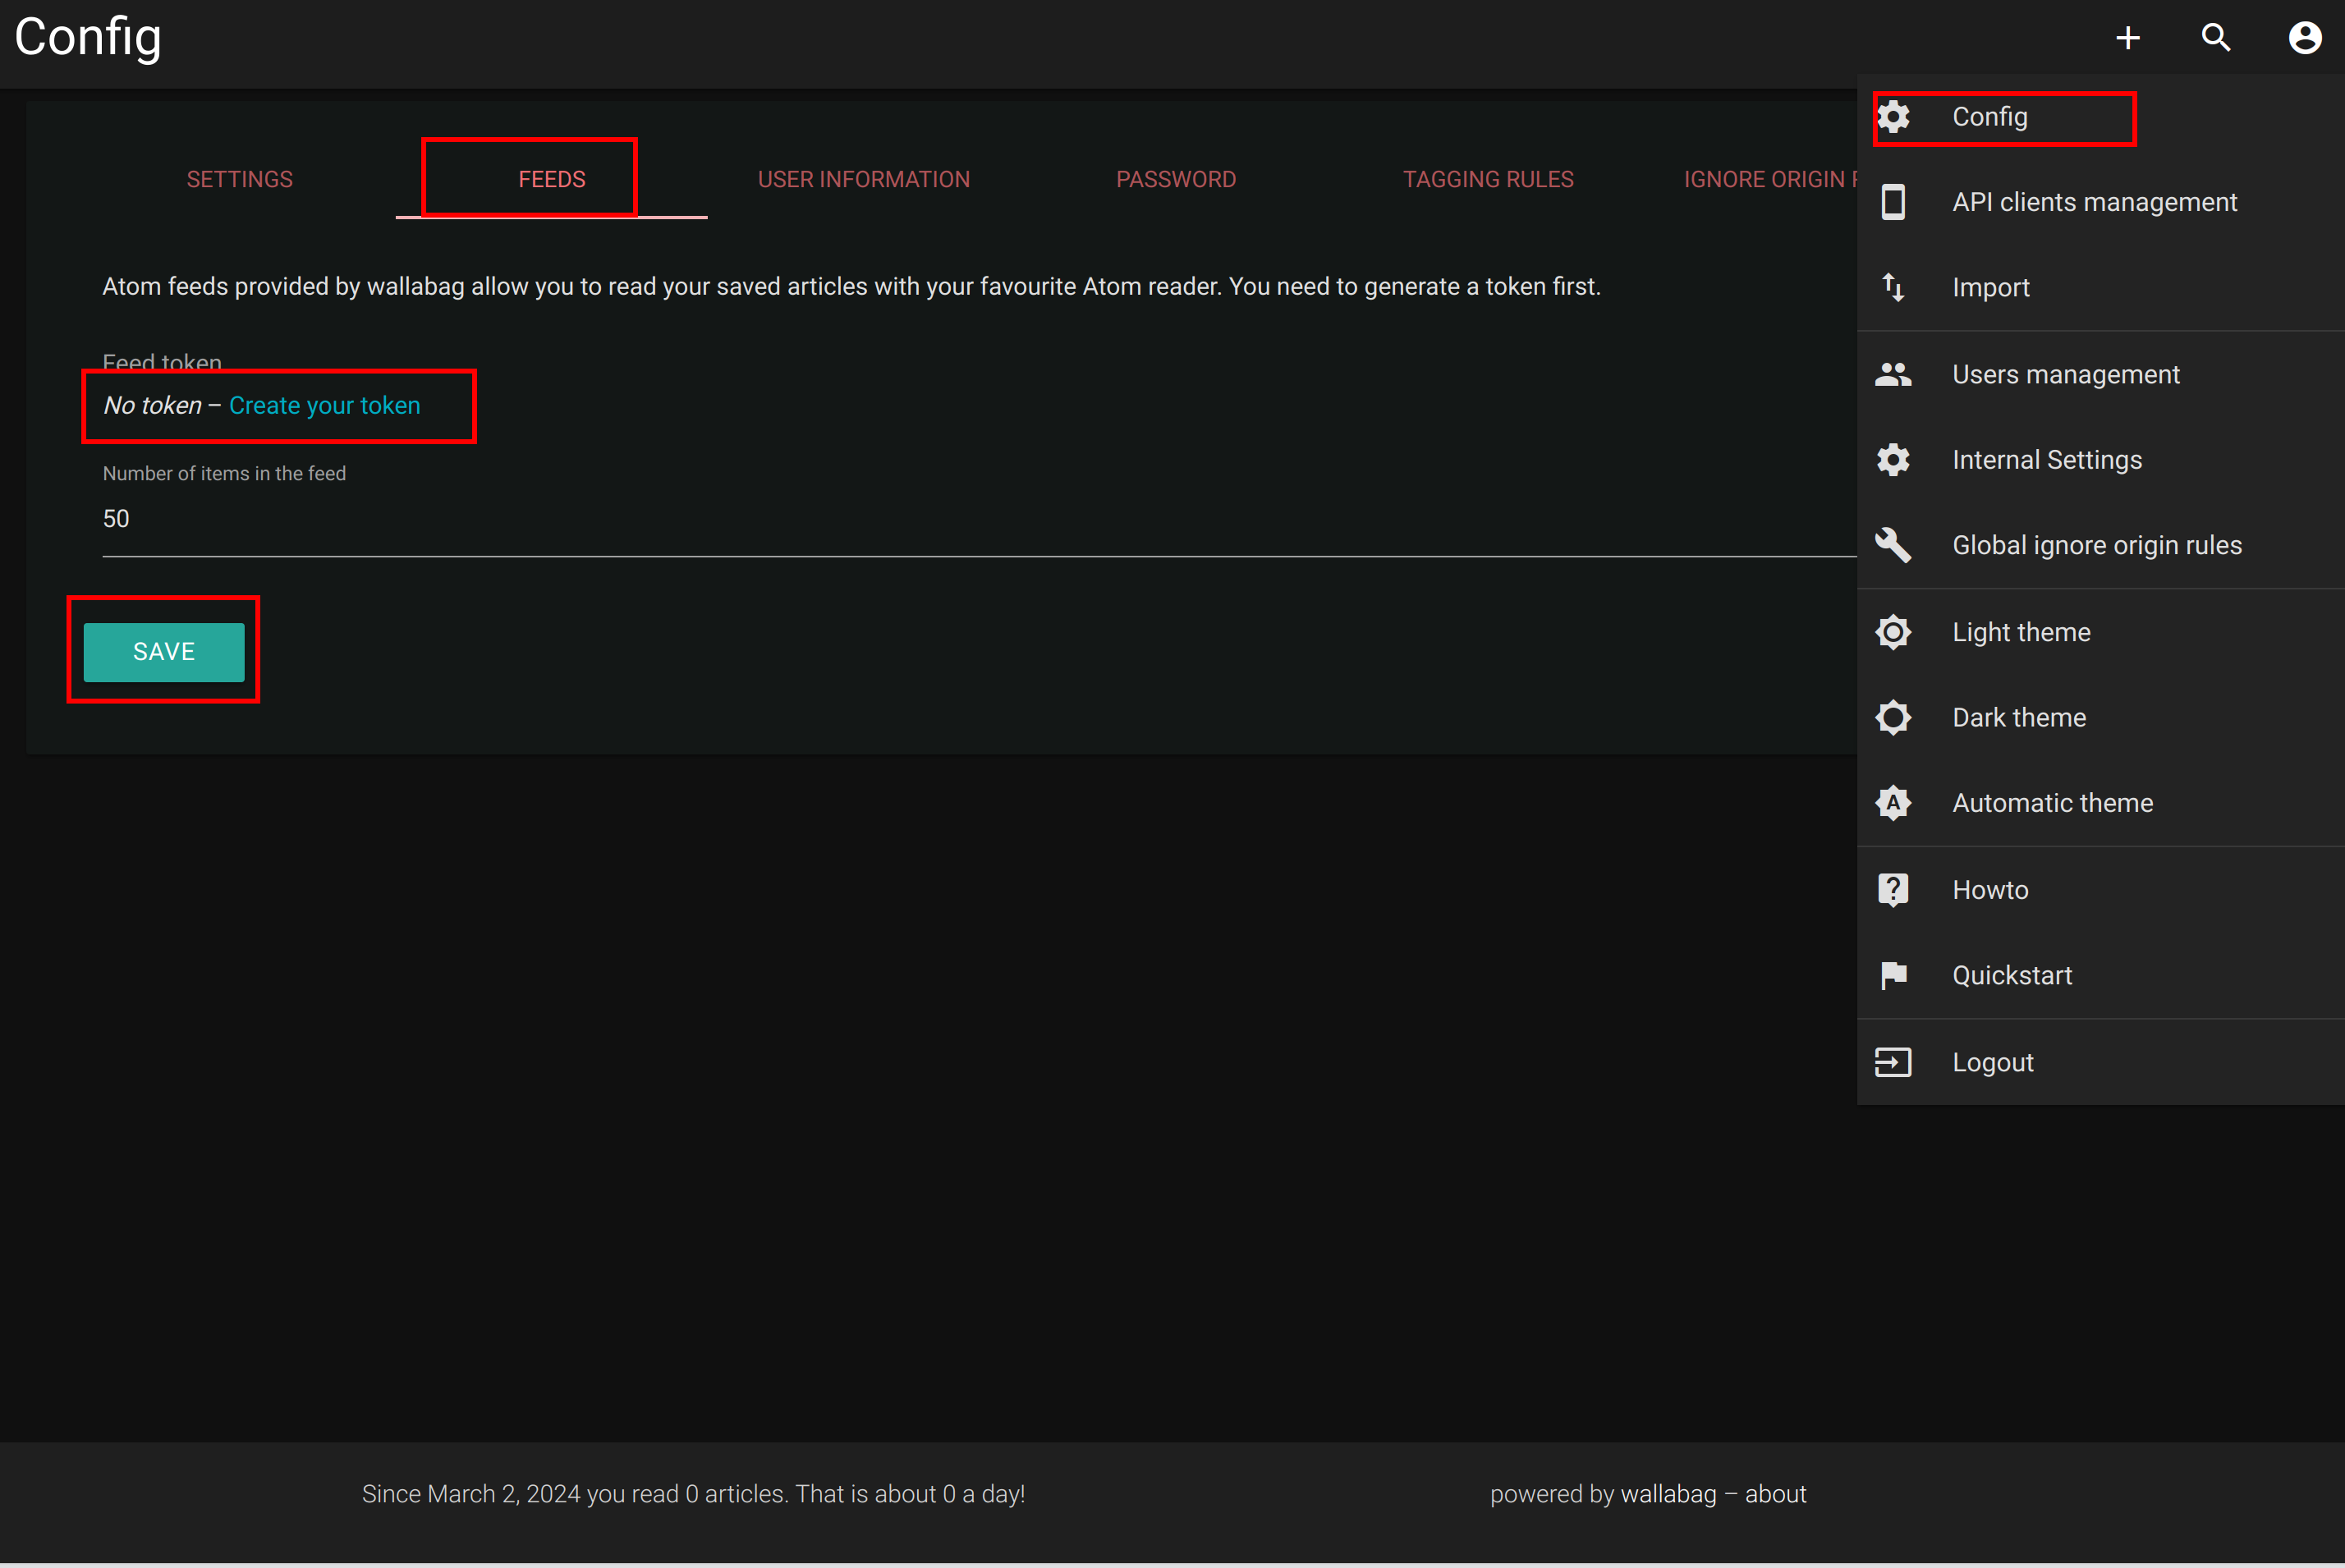 Config
SETTINGS
FEEDS
USER INFORMATION
PASSWORD
TAGGING RULES
IGNORE ORIGIN
Atom feeds provided by wallabag allow you to read your saved articles with your favourite Atom reader. You need to generate a token first.
Feed token
No token – Create your token
Number of items in the feed
50
SAVE
Config
API clients management
Import
Users management
Internal Settings
Global ignore origin rules
Light theme
Dark theme
A
Automatic theme
?
Howto
Quickstart
Logout
Since March 2, 2024 you read 0 articles. That is about 0 a day!
powered by wallabag – about